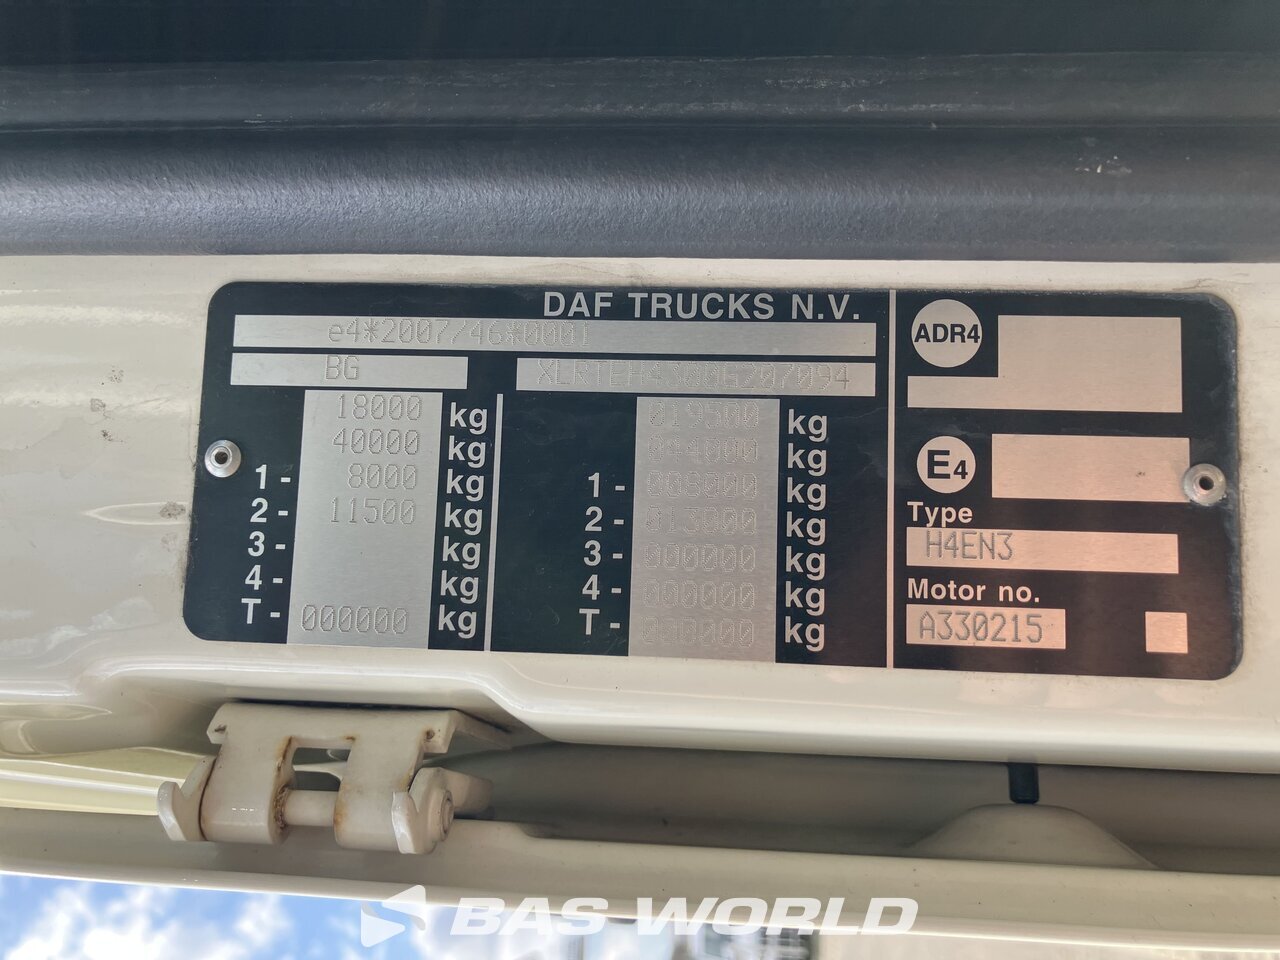 DAF TRUCKS N.V.
e4*2007/46*0001
BG
XLRTEH4300G207094
18000 kg
40000 kg
1- 8000 kg
2- 11500 kg
3- kg
4- kg
T- 000000 kg
019500 kg
044000 kg
1- 008000 kg
2- 013000 kg
3- 000000 kg
4- 000000 kg
T- kg
ADR4
E4
Type
H4EN3
Motor no.
A330215
BAS WORLD